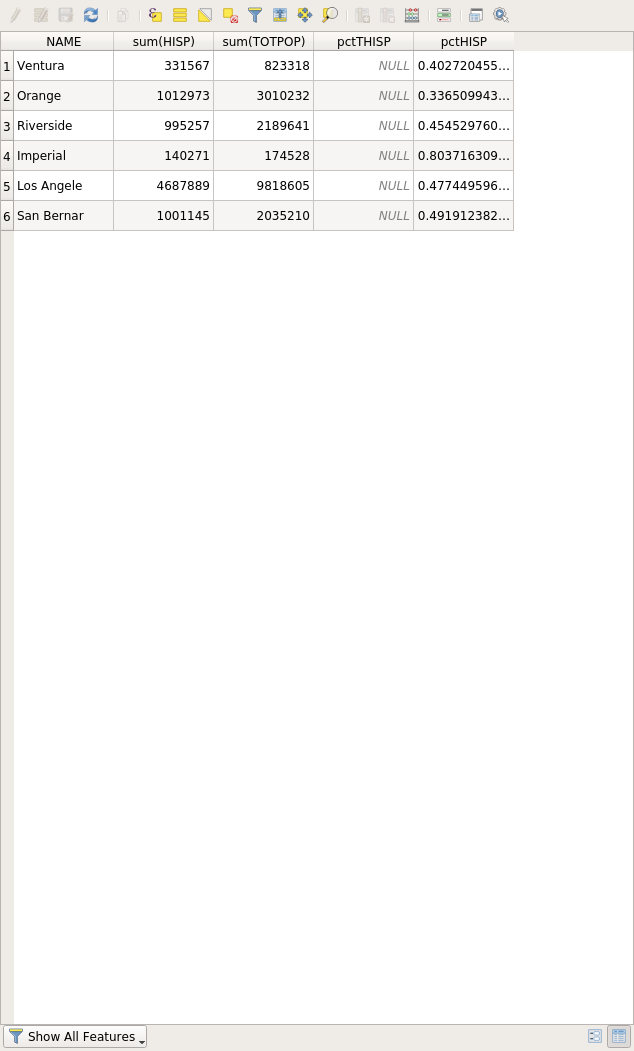 NAME sum(HISP) sum(TOTPOP) pctTHISP pctHISP
1 Ventura 331567 823318 NULL 0.402720455...
2 Orange 1012973 3010232 NULL 0.336509943...
3 Riverside 995257 2189641 NULL 0.454529760...
4 Imperial 140271 174528 NULL 0.803716309...
5 Los Angele 4687889 9818605 NULL 0.477449596...
6 San Bernar 1001145 2035210 NULL 0.491912382...
Show All Features